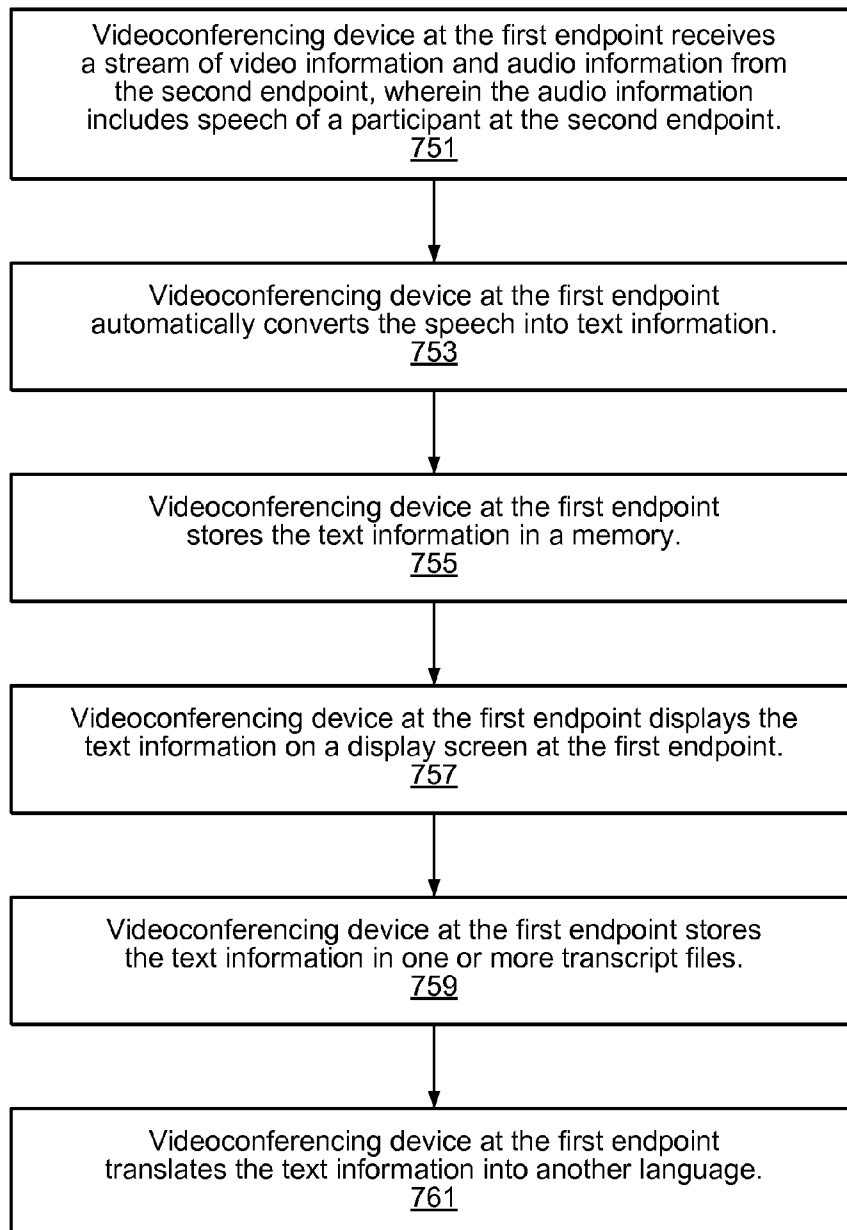 Videoconferencing device at the first endpoint receives
a stream of video information and audio information from
the second endpoint, wherein the audio information
includes speech of a participant at the second endpoint.
751
Videoconferencing device at the first endpoint
automatically converts the speech into text information.
753
Videoconferencing device at the first endpoint
stores the text information in a memory.
755
Videoconferencing device at the first endpoint displays the
text information on a display screen at the first endpoint.
757
Videoconferencing device at the first endpoint stores
the text information in one or more transcript files.
759
Videoconferencing device at the first endpoint
translates the text information into another language.
761